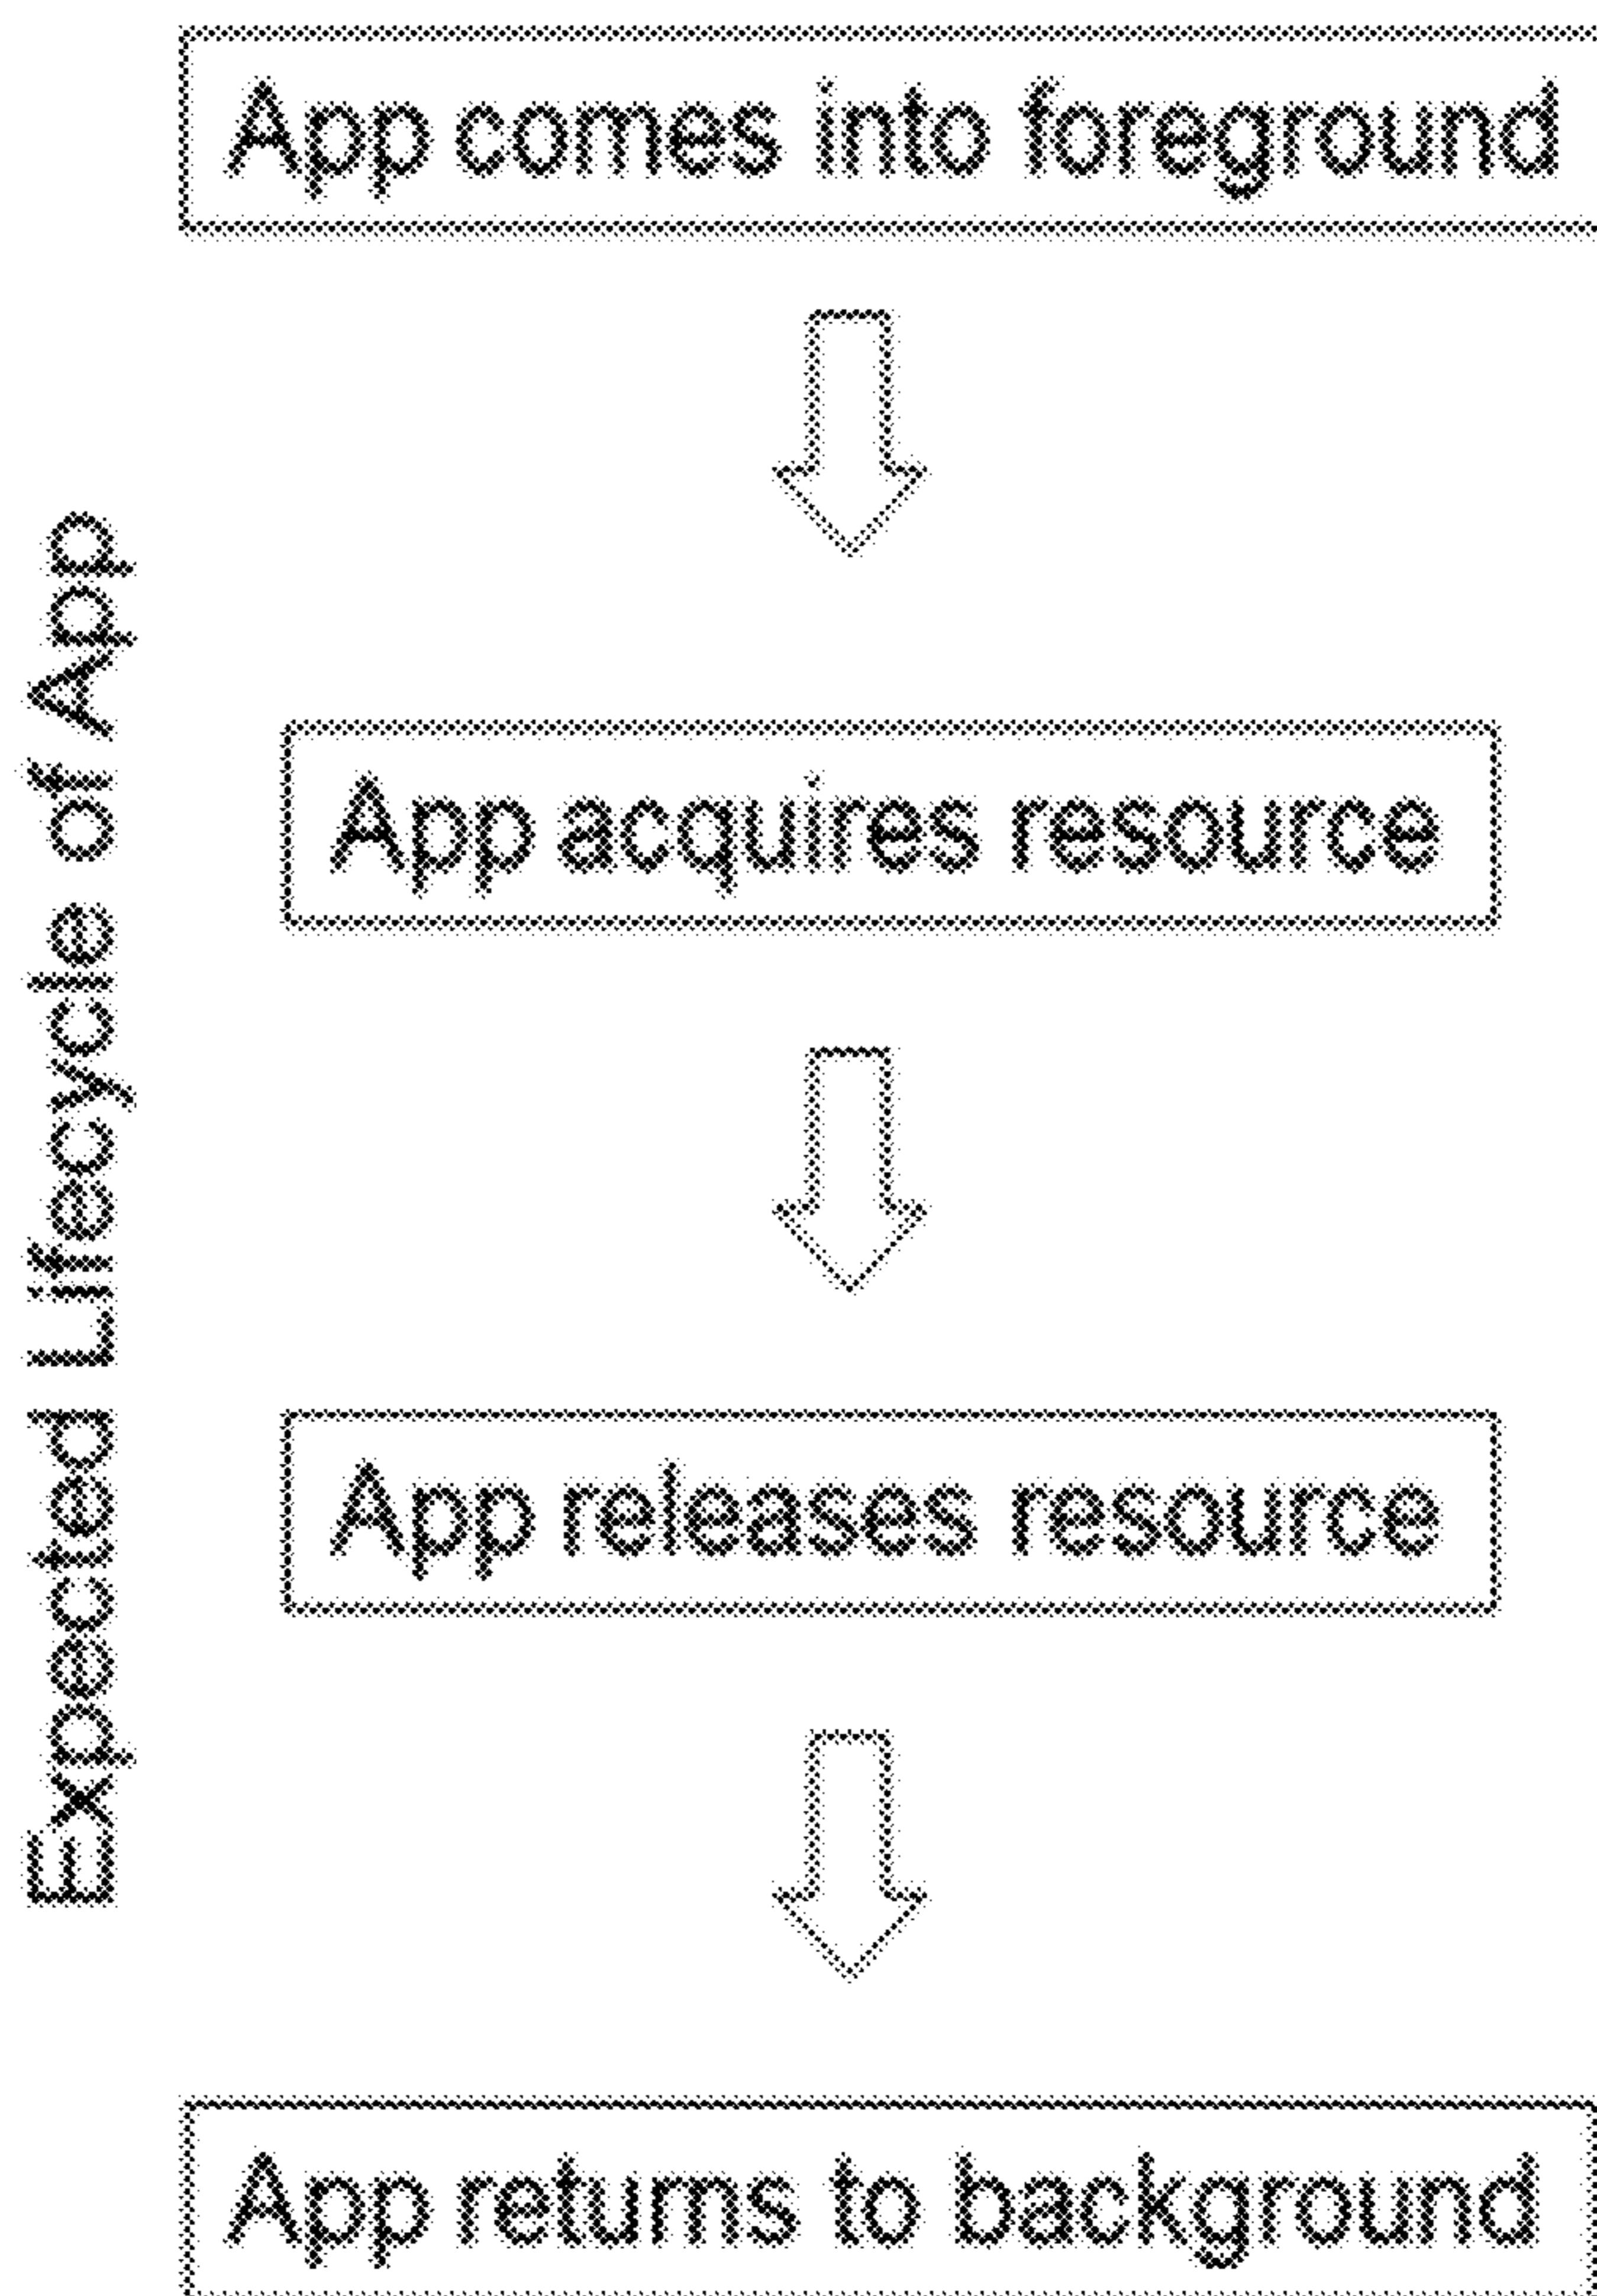 Expected Lifecycle of App
App comes into foreground
App acquires resource
App releases resource
App returns to background